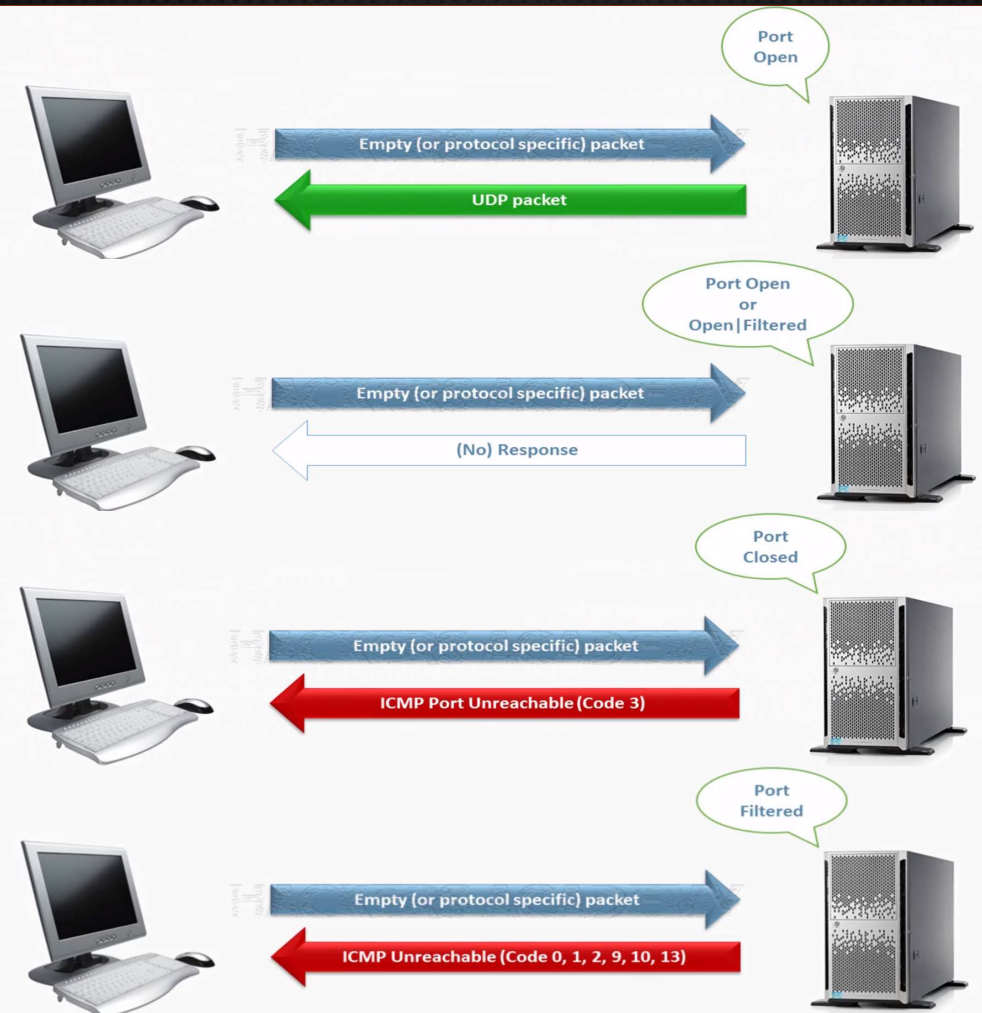 Port
Open
Empty (or protocol specific) packet
UDP packet
Port Open
or
Open|Filtered
Empty (or protocol specific) packet
(No) Response
Port
Closed
Empty (or protocol specific) packet
ICMP Port Unreachable (Code 3)
Port
Filtered
Empty (or protocol specific) packet
ICMP Unreachable (Code 0, 1, 2, 9, 10, 13)